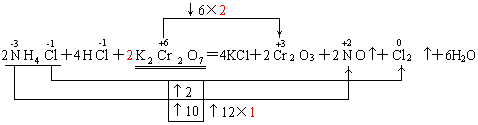 ↓6×2
-3 -1 -1 +6 +3 +2 0
2NH₄Cl+4HCl+2K₂Cr₂O₇=4KCl+2Cr₂O₃+2NO↑+Cl₂↑+6H₂O
↑2
↑10 ↑12×1